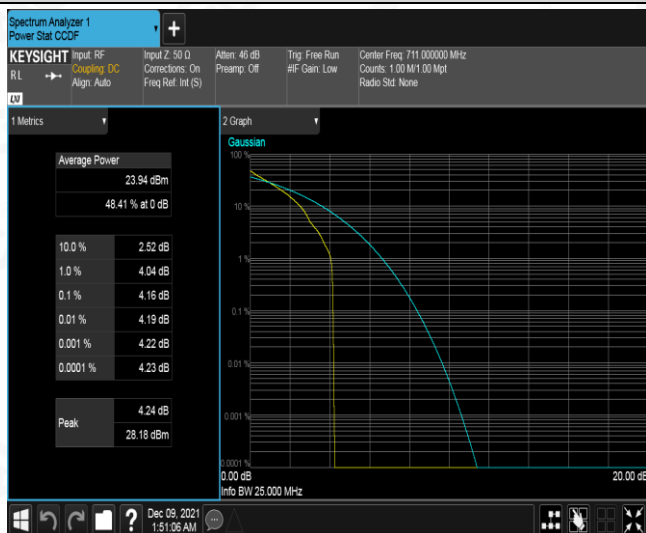 Spectrum Analyzer 1
Power Stat CCDF
+
KEYSIGHT
RL
Input: RF
Coupling: DC
Align: Auto
Input Z: 50 Ω
Corrections: On
Freq Ref: Int (S)
Atten: 46 dB
Preamp: Off
Trig: Free Run
#IF Gain: Low
Center Freq: 711.000000 MHz
Counts: 1.00 M/1.00 Mpt
Radio Std: None
LXI
1 Metrics
Average Power
23.94 dBm
48.41 % at 0 dB
10.0 % 2.52 dB
1.0 % 4.04 dB
0.1 % 4.16 dB
0.01 % 4.19 dB
0.001 % 4.22 dB
0.0001 % 4.23 dB
Peak
4.24 dB
28.18 dBm
2 Graph
Gaussian
100 %
10 %
1 %
0.1 %
0.01 %
0.001 %
0.0001 %
0.00 dB 20.00 dB
Info BW 25.000 MHz
?
Dec 09, 2021
1:51:06 AM